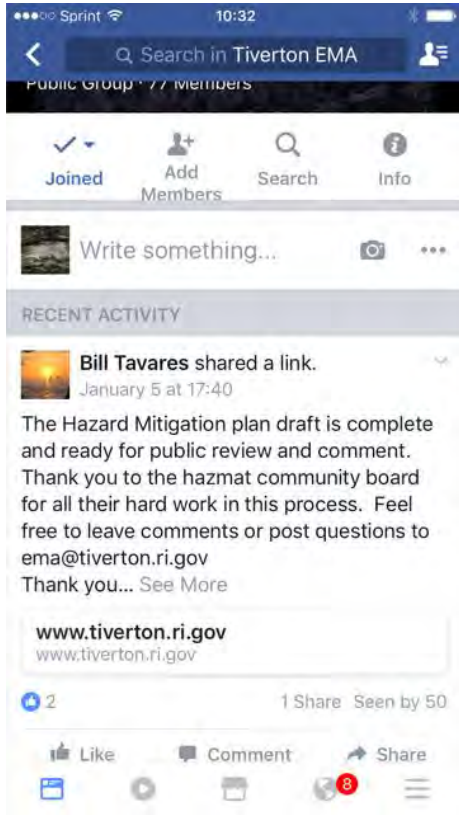 Sprint 10:32
Search in Tiverton EMA
Public Group · 77 Members
Joined
Add Members
Search
Info
Write something...
RECENT ACTIVITY
Bill Tavares shared a link.
January 5 at 17:40
The Hazard Mitigation plan draft is complete
and ready for public review and comment.
Thank you to the hazmat community board
for all their hard work in this process.  Feel
free to leave comments or post questions to
ema@tiverton.ri.gov
Thank you... See More
www.tiverton.ri.gov
www.tiverton.ri.gov
2 1 Share Seen by 50
Like Comment Share
8